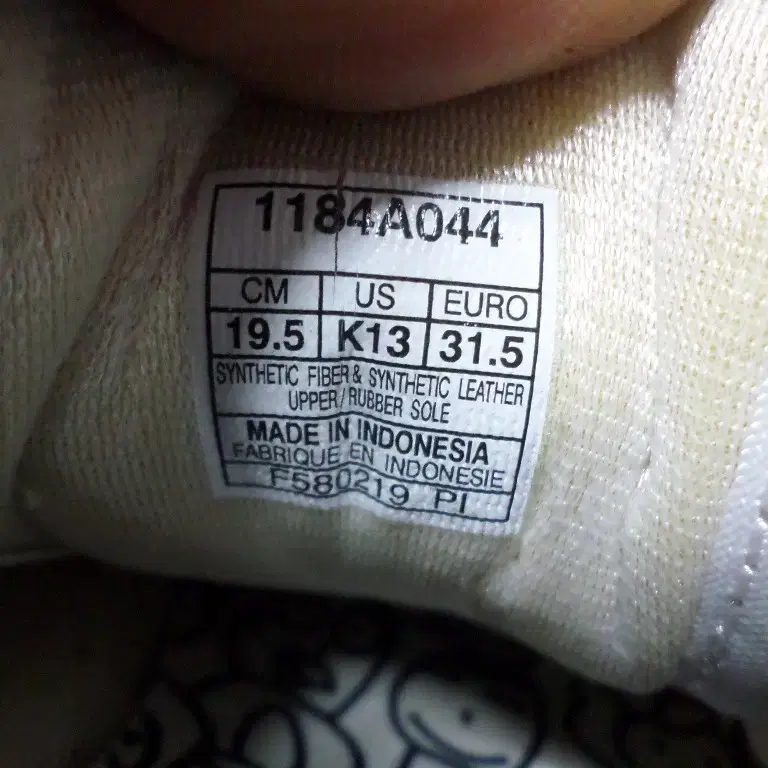 1184A044
CM US EURO
19.5 K13 31.5
SYNTHETIC FIBER & SYNTHETIC LEATHER
UPPER / RUBBER SOLE
MADE IN INDONESIA
FABRIQUE EN INDONESIE
F580219 PI